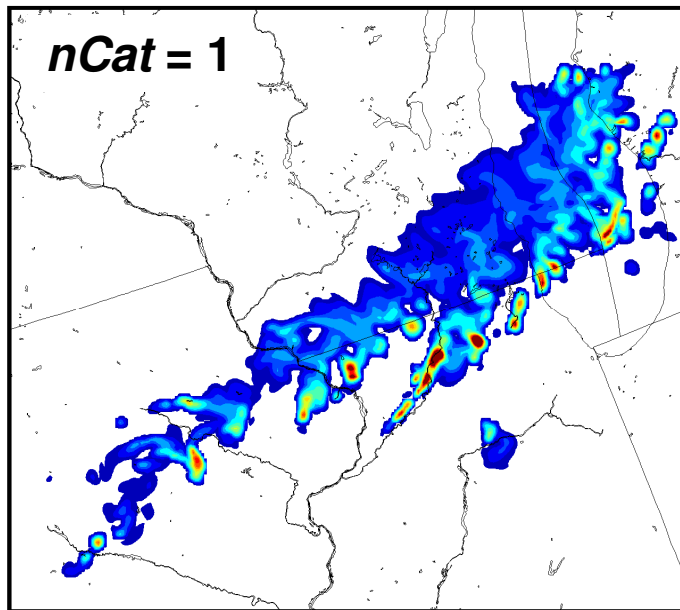 nCat = 1